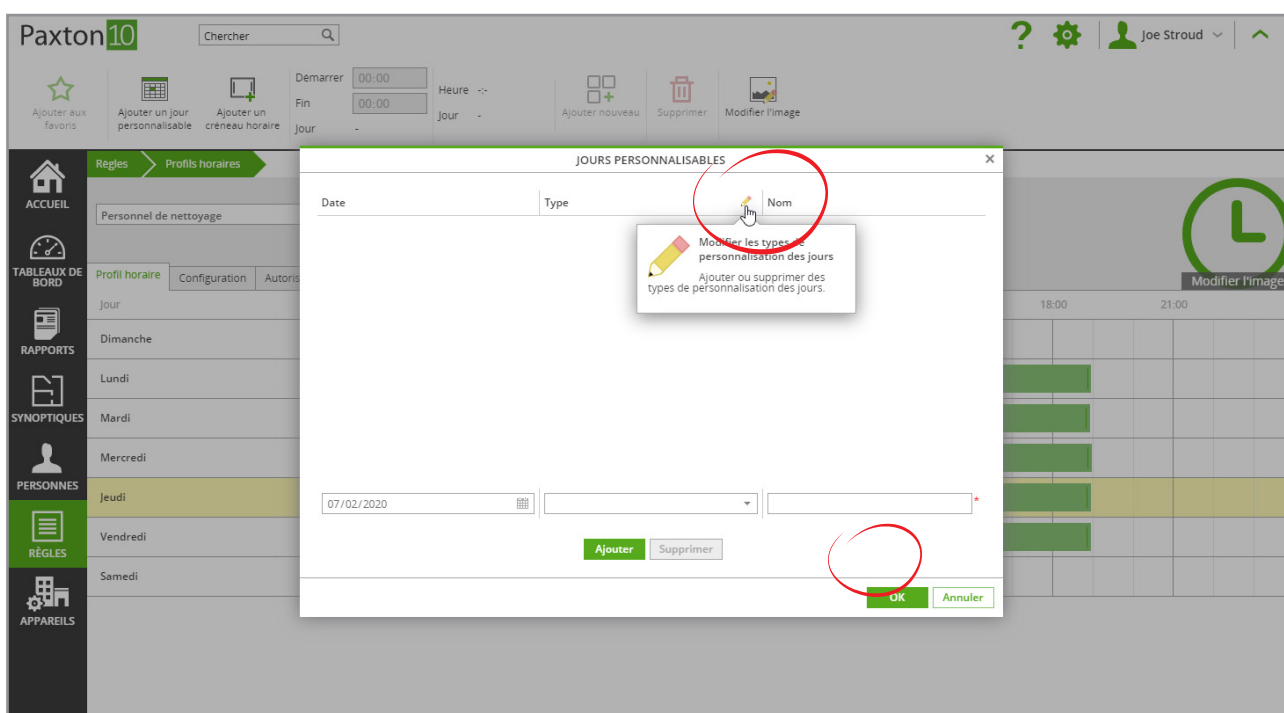 Paxton 10
Chercher
Joe Stroud
Ajouter aux favoris
Ajouter un jour personnalisable
Ajouter un créneau horaire
Démarrer 00:00
Fin 00:00
Jour -
Heure -:-
Jour -
Ajouter nouveau
Supprimer
Modifier l'image
ACCUEIL
TABLEAUX DE BORD
RAPPORTS
SYNOPTIQUES
PERSONNES
RÈGLES
APPAREILS
Règles
Profils horaires
Personnel de nettoyage
Modifier l'image
Profil horaire
Configuration
Autoris
Jour
18:00
21:00
Dimanche
Lundi
Mardi
Mercredi
Jeudi
Vendredi
Samedi
JOURS PERSONNALISABLES
Date
Type
Nom
Modifier les types de
personnalisation des jours
Ajouter ou supprimer des
types de personnalisation des jours.
07/02/2020
*
Ajouter
Supprimer
OK
Annuler